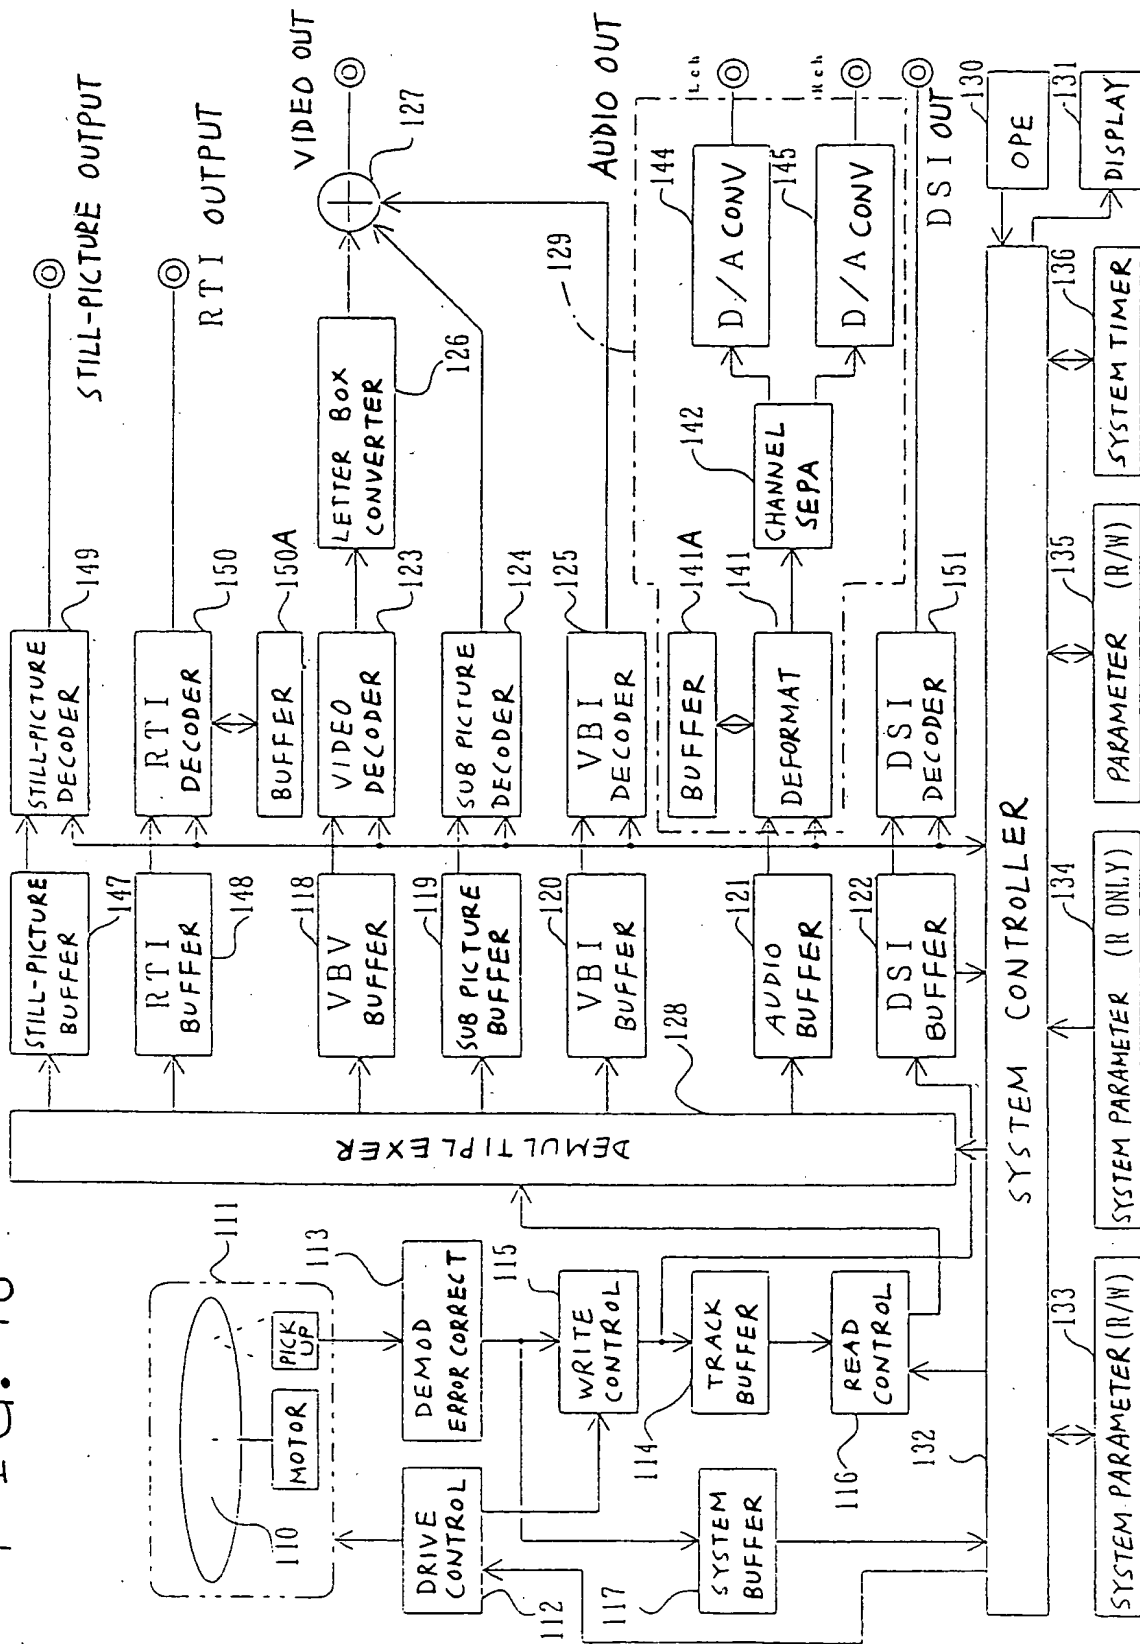 111
110
PICK
UP
MOTOR
113
DEMOD
ERROR CORRECT
DRIVE
CONTROL
112
115
WRITE
CONTROL
114
TRACK
BUFFER
117
SYSTEM
BUFFER
116
READ
CONTROL
132
DEMULTIPLEXER
128
STILL-PICTURE
BUFFER
147
RTI
BUFFER
148
VBV
BUFFER
118
SUB PICTURE
BUFFER
119
VBI
BUFFER
120
AUDIO
BUFFER
121
DSI
BUFFER
122
STILL-PICTURE
DECODER
149
RTI
DECODER
150
BUFFER
150A
VIDEO
DECODER
123
SUB PICTURE
DECODER
124
VBI
DECODER
125
BUFFER
141A
DEFORMAT
141
DSI
DECODER
151
LETTER BOX
CONVERTER
126
127
129
CHANNEL
SEPA
142
D/A CONV
144
D/A CONV
145
STILL-PICTURE OUTPUT
RTI OUTPUT
VIDEO OUT
AUDIO OUT
Lch
Rch
DSI OUT
OPE
130
DISPLAY
131
SYSTEM CONTROLLER
SYSTEM PARAMETER (R/W)
133
SYSTEM PARAMETER (R ONLY)
134
PARAMETER (R/W)
135
SYSTEM TIMER
136